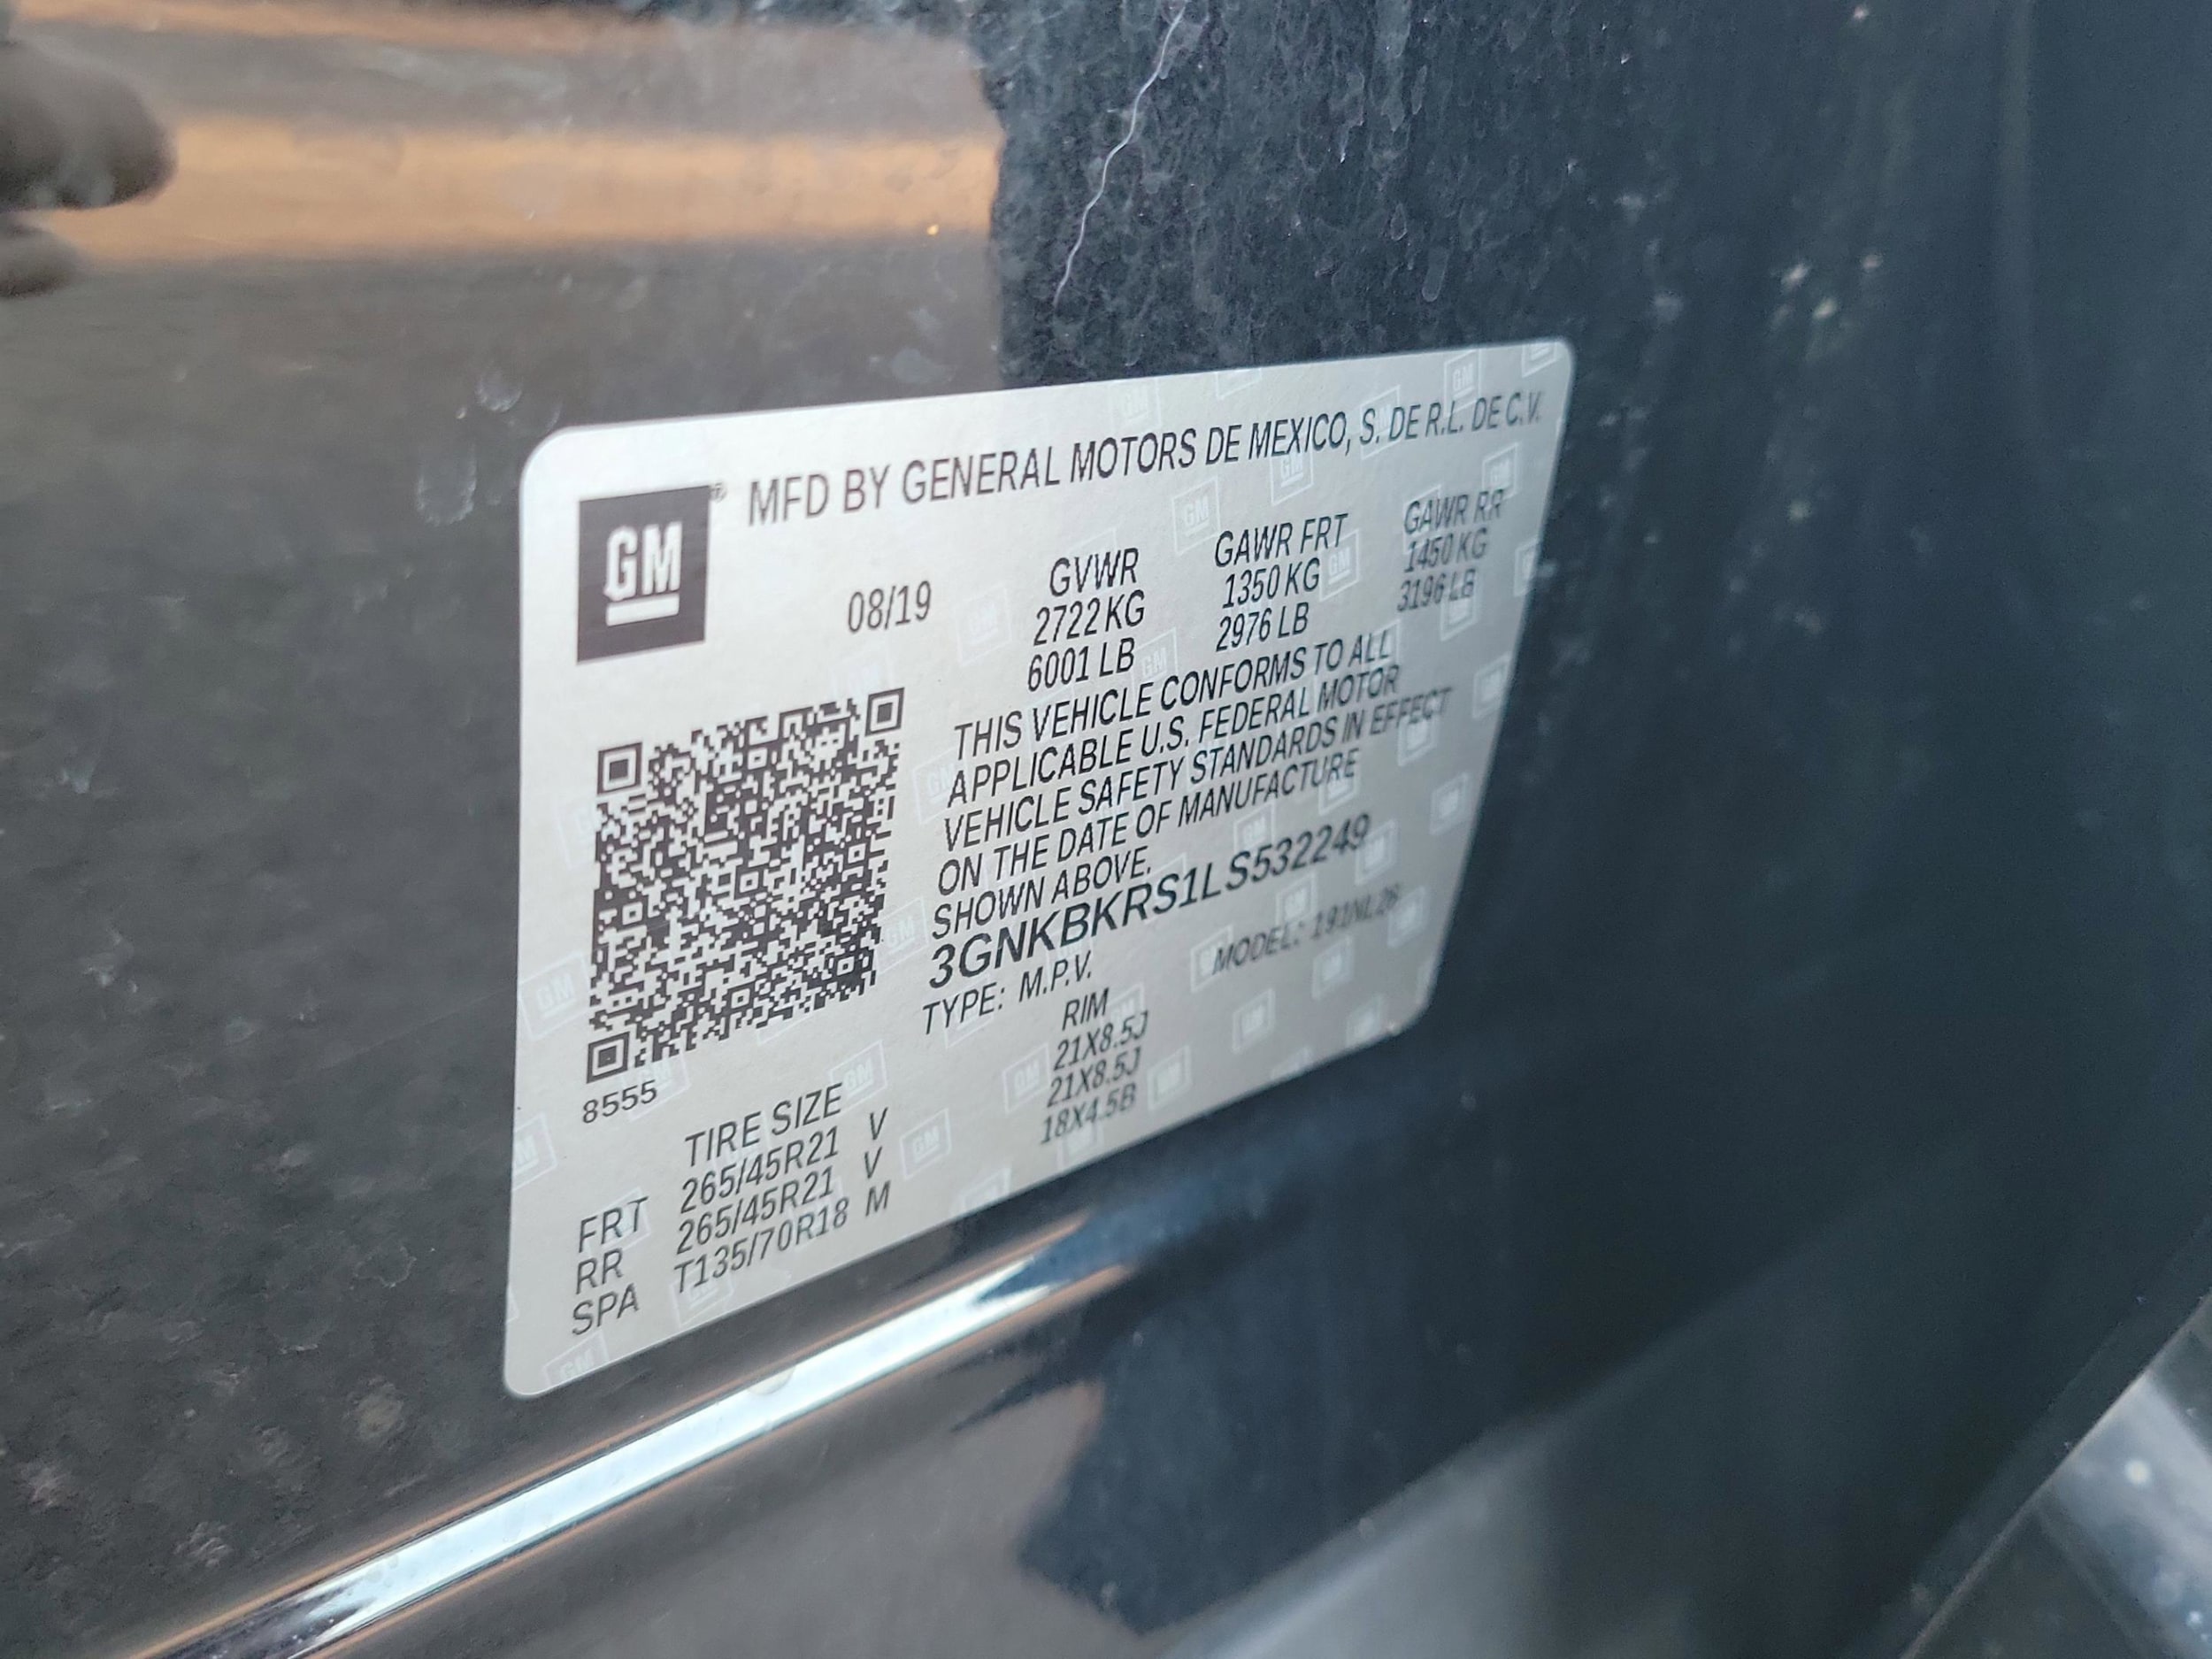 GM ® MFD BY GENERAL MOTORS DE MEXICO, S. DE R.L. DE C.V.
08/19
GVWR GAWR FRT GAWR RR
2722 KG 1350 KG 1450 KG
6001 LB 2976 LB 3196 LB
THIS VEHICLE CONFORMS TO ALL
APPLICABLE U.S. FEDERAL MOTOR
VEHICLE SAFETY STANDARDS IN EFFECT
ON THE DATE OF MANUFACTURE
SHOWN ABOVE.
3GNKBKRS1LS532249
TYPE: M.P.V. MODEL: 191NL26
8555
TIRE SIZE RIM
FRT 265/45R21 V 21X8.5J
RR 265/45R21 V 21X8.5J
SPA T135/70R18 M 18X4.5B